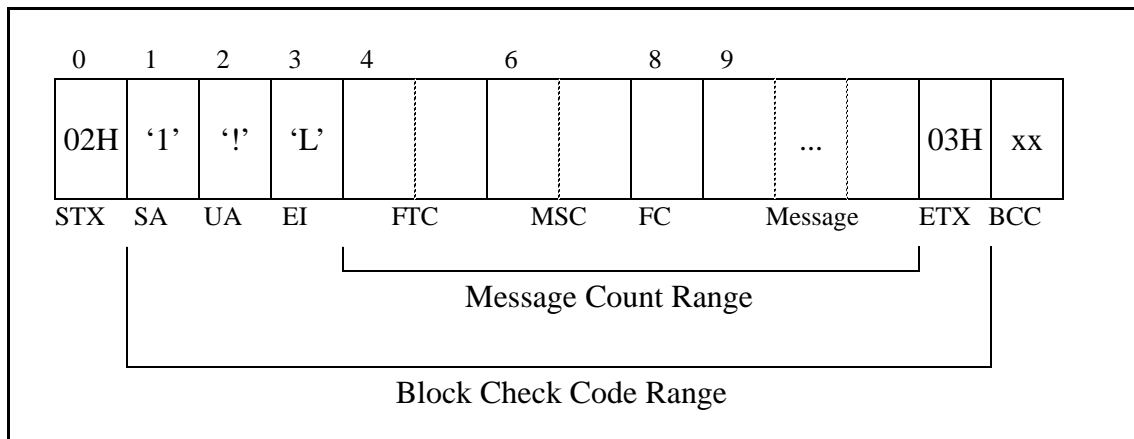 0 1 2 3 4 6 8 9
02H ‘1’ ‘!’ ‘L’ ... 03H xx
STX SA UA EI FTC MSC FC Message ETX BCC
Message Count Range
Block Check Code Range